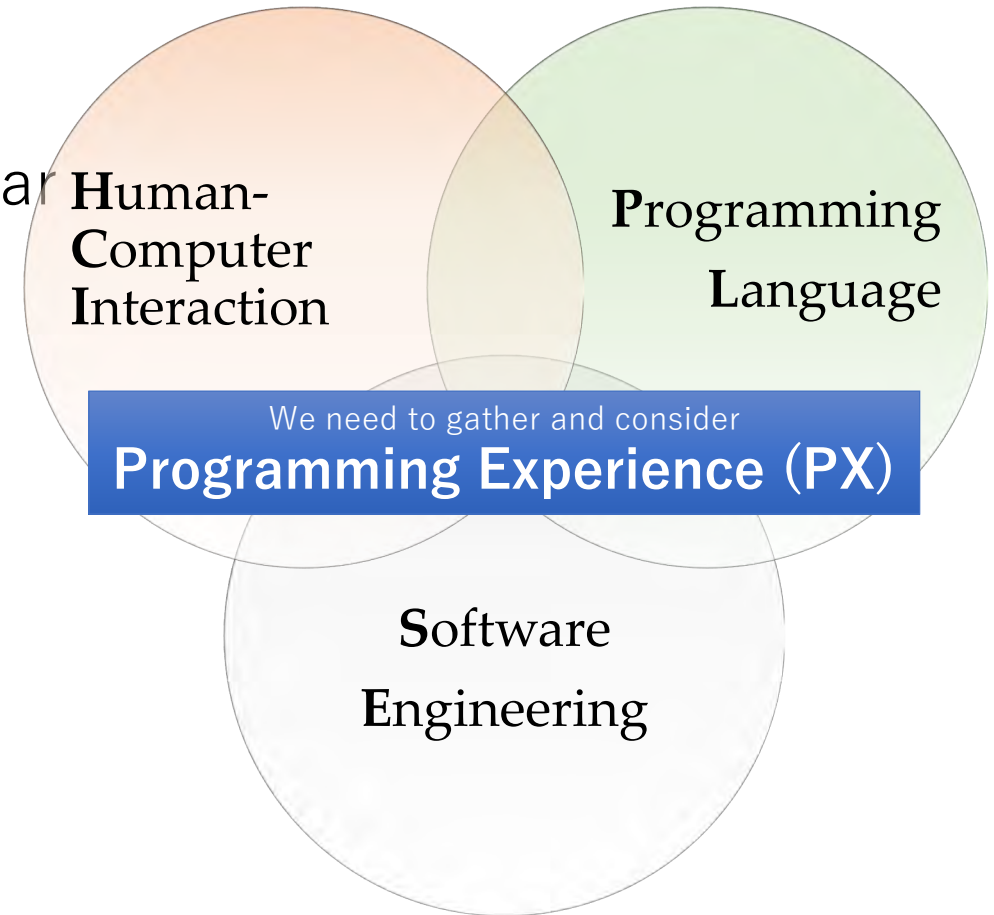 ar
Human-
Computer
Interaction
Programming
Language
We need to gather and consider
Programming Experience (PX)
Software
Engineering